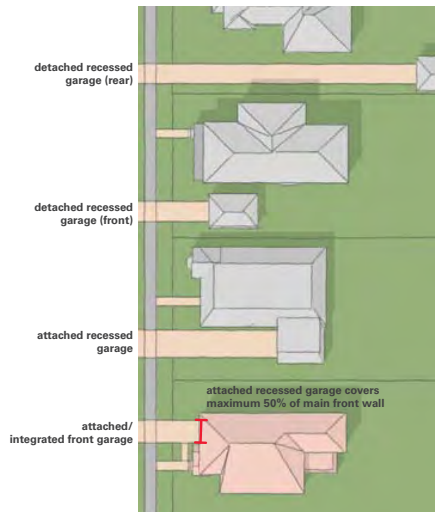 detached recessed
garage (rear)
detached recessed
garage (front)
attached recessed
garage
attached recessed garage covers
maximum 50% of main front wall
attached/
integrated front garage